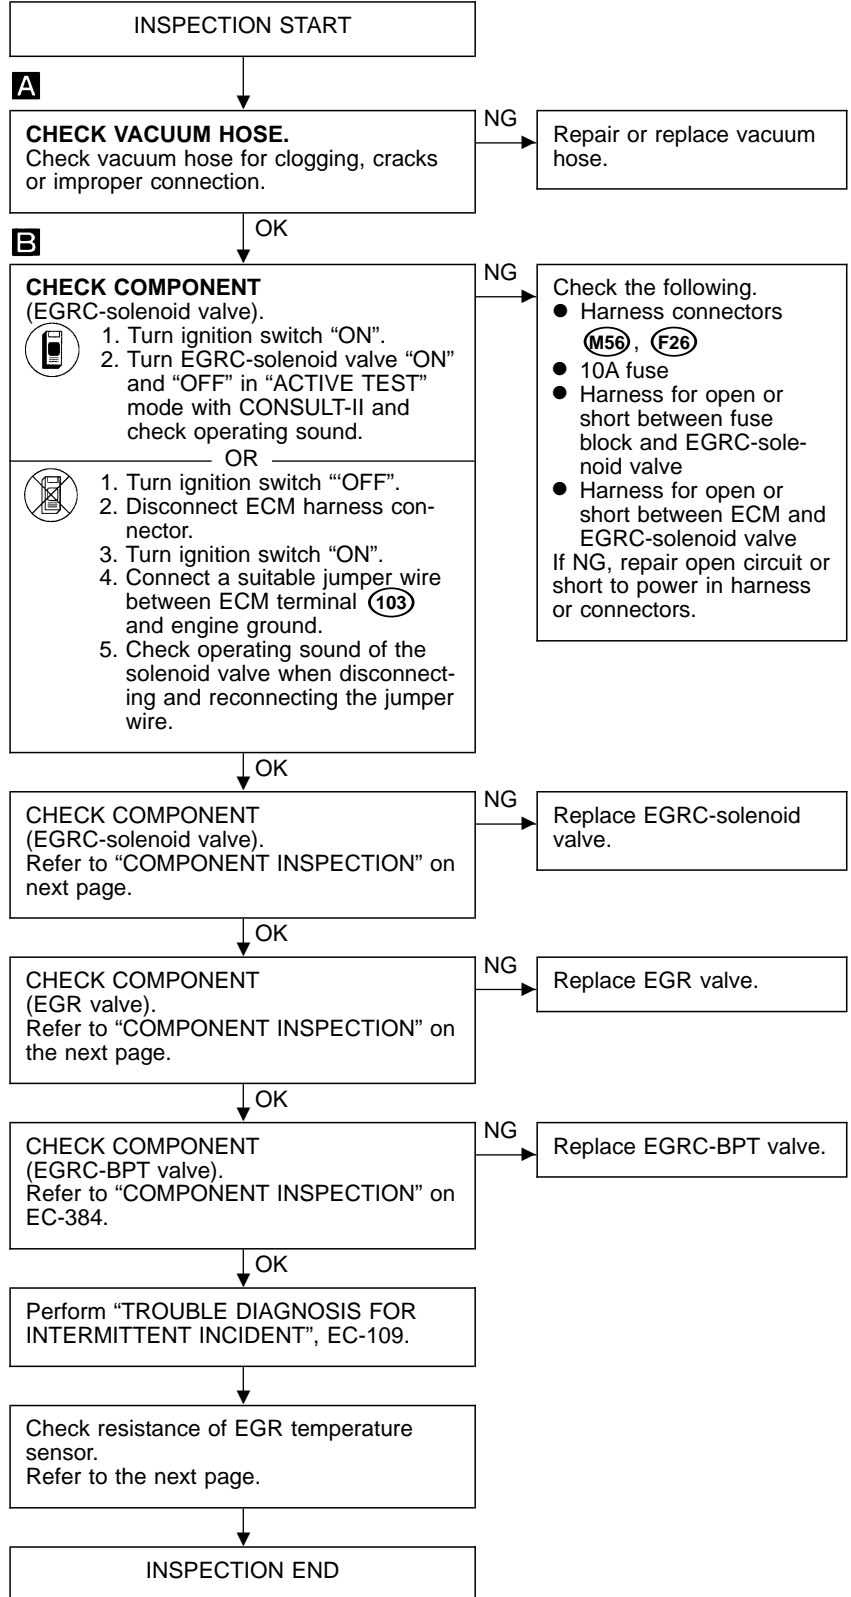 INSPECTION START
A
CHECK VACUUM HOSE.
Check vacuum hose for clogging, cracks
or improper connection.
NG
Repair or replace vacuum
hose.
OK
B
CHECK COMPONENT
(EGRC-solenoid valve).
1. Turn ignition switch “ON”.
2. Turn EGRC-solenoid valve “ON”
and “OFF” in “ACTIVE TEST”
mode with CONSULT-II and
check operating sound.
OR
1. Turn ignition switch “‘OFF”.
2. Disconnect ECM harness con-
nector.
3. Turn ignition switch “ON”.
4. Connect a suitable jumper wire
between ECM terminal 103
and engine ground.
5. Check operating sound of the
solenoid valve when disconnect-
ing and reconnecting the jumper
wire.
NG
Check the following.
● Harness connectors
M56, F26
● 10A fuse
● Harness for open or
short between fuse
block and EGRC-sole-
noid valve
● Harness for open or
short between ECM and
EGRC-solenoid valve
If NG, repair open circuit or
short to power in harness
or connectors.
OK
CHECK COMPONENT
(EGRC-solenoid valve).
Refer to “COMPONENT INSPECTION” on
next page.
NG
Replace EGRC-solenoid
valve.
OK
CHECK COMPONENT
(EGR valve).
Refer to “COMPONENT INSPECTION” on
the next page.
NG
Replace EGR valve.
OK
CHECK COMPONENT
(EGRC-BPT valve).
Refer to “COMPONENT INSPECTION” on
EC-384.
NG
Replace EGRC-BPT valve.
OK
Perform “TROUBLE DIAGNOSIS FOR
INTERMITTENT INCIDENT”, EC-109.
Check resistance of EGR temperature
sensor.
Refer to the next page.
INSPECTION END